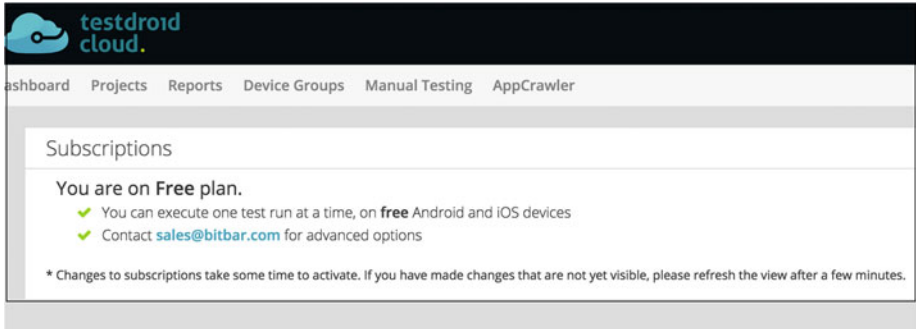 testdroid
cloud.
ashboard Projects Reports Device Groups Manual Testing AppCrawler
Subscriptions
You are on Free plan.
You can execute one test run at a time, on free Android and iOS devices
Contact sales@bitbar.com for advanced options
* Changes to subscriptions take some time to activate. If you have made changes that are not yet visible, please refresh the view after a few minutes.